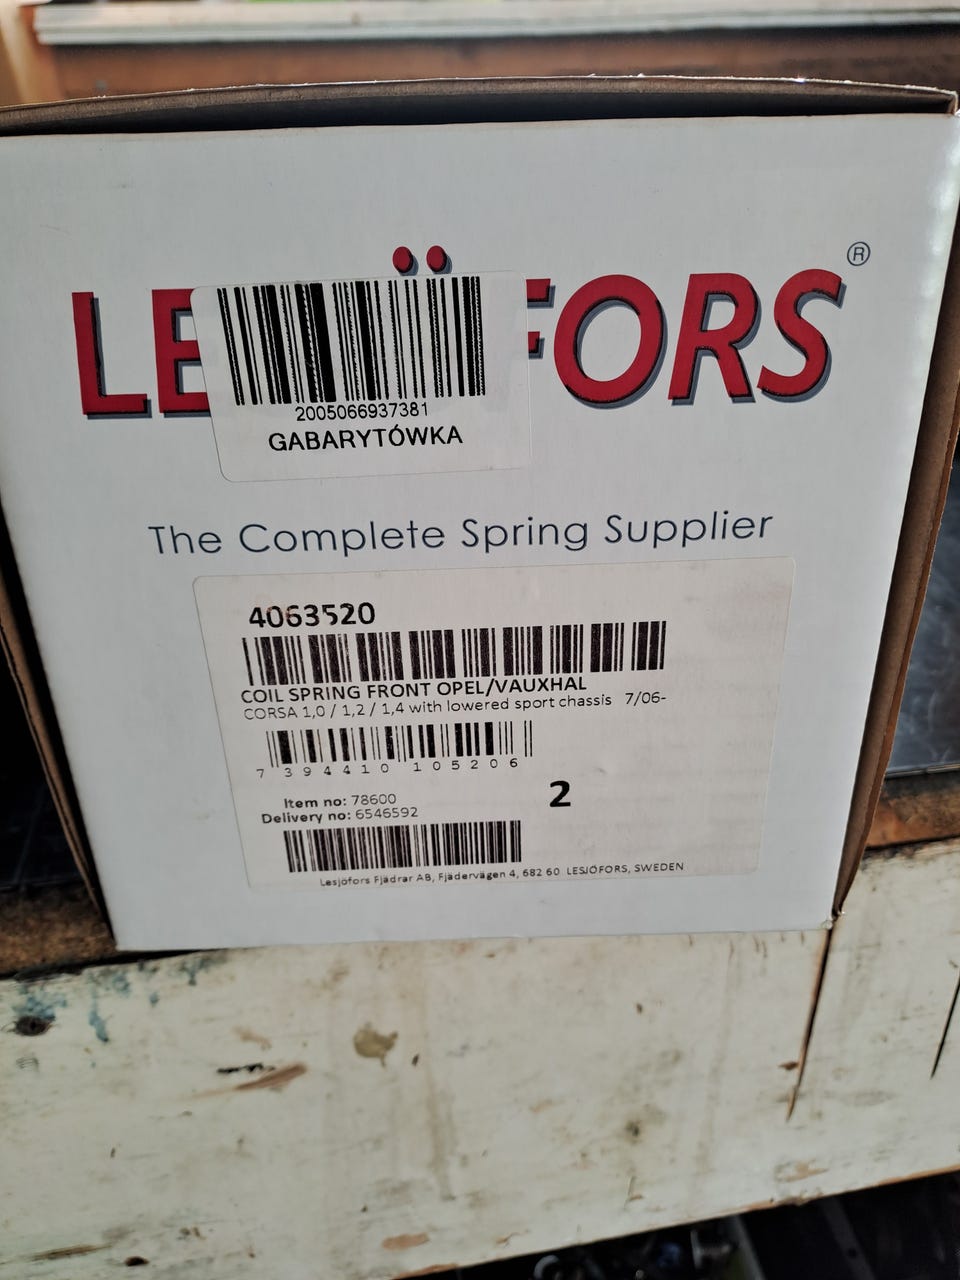 LE FORS®
2005066937381
GABARYTÓWKA
The Complete Spring Supplier
4063520
COIL SPRING FRONT OPEL/VAUXHAL
CORSA 1,0 / 1,2 / 1,4 with lowered sport chassis 7/06-
7 394410 105206
Item no: 78600
2
Delivery no: 6546592
Lesjöfors Fjädrar AB, Fjädervägen 4, 682 60 LESJÖFORS, SWEDEN